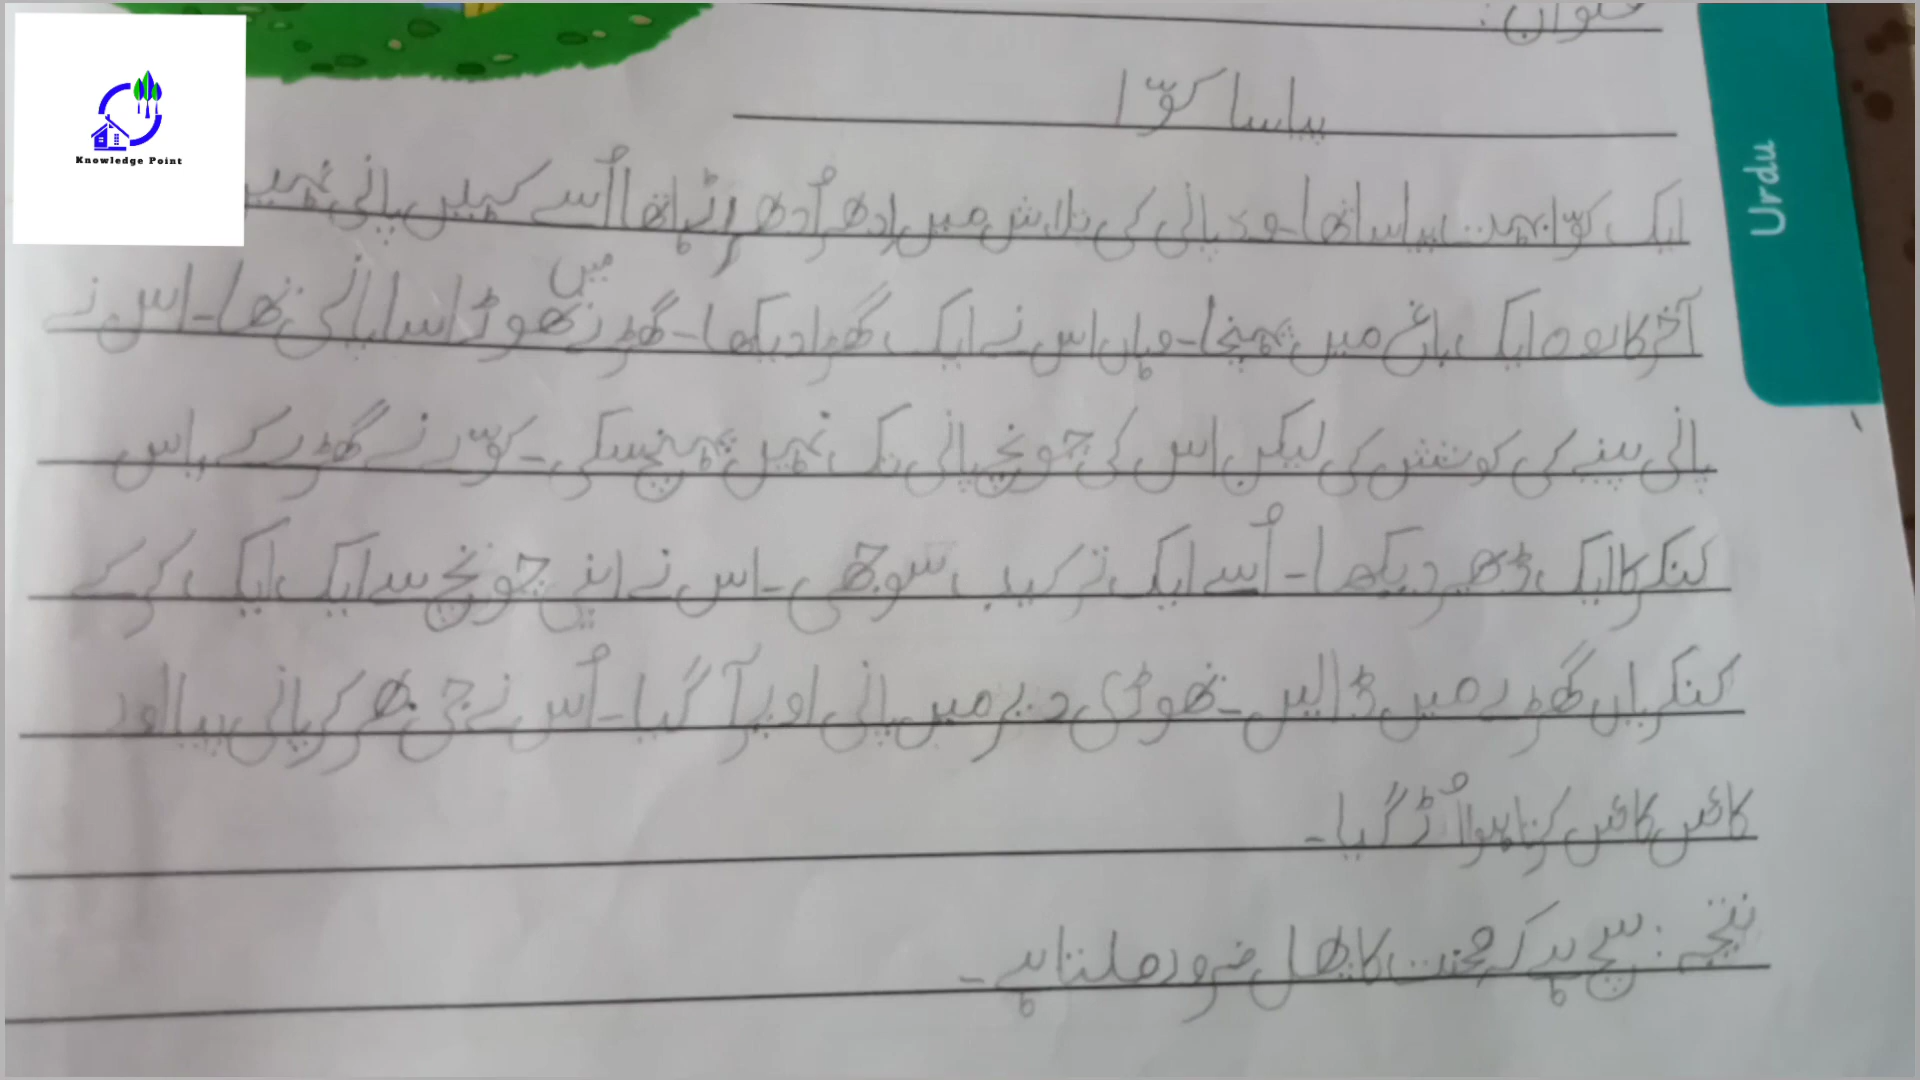 عنوان:
پیاسا کوّا
ایک کوّا بہت پیاسا تھا۔ وہ پانی کی تلاش میں اِدھر اُدھر اڑتا تھا اُسے کہیں پانی نہیں
آخر کار وہ ایک باغ میں پہنچا۔ وہاں اس نے ایک گھڑا دیکھا۔ گھڑے میں تھوڑا سا پانی تھا۔ اس نے
پانی پینے کی کوشش کی لیکن اس کی چونچ پانی تک نہیں پہنچ سکی۔ کوّے نے گھڑے کے پاس
کنکر کا ایک ڈھیر دیکھا۔ اُسے ایک ترکیب سوجھی۔ اس نے اپنی چونچ سے ایک ایک کر کے
کنکریاں گھڑے میں ڈالیں۔ تھوڑی دیر میں پانی اوپر آ گیا۔ اُس نے جی بھر کر پانی پیا اور
کائیں کائیں کرتا ہوا اُڑ گیا۔
نتیجہ: سچ ہے کہ محنت کا پھل ضرور ملتا ہے۔
Urdu
Knowledge Point